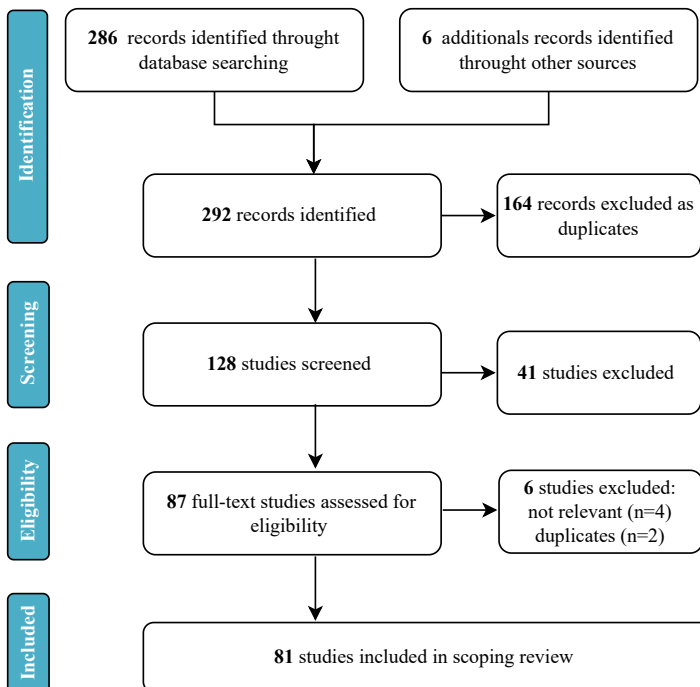 Identification
286 records identified throught
database searching
6 additionals records identified
throught other sources
292 records identified
164 records excluded as
duplicates
Screening
128 studies screened
41 studies excluded
Eligibility
87 full-text studies assessed for
eligibility
6 studies excluded:
not relevant (n=4)
duplicates (n=2)
Included
81 studies included in scoping review